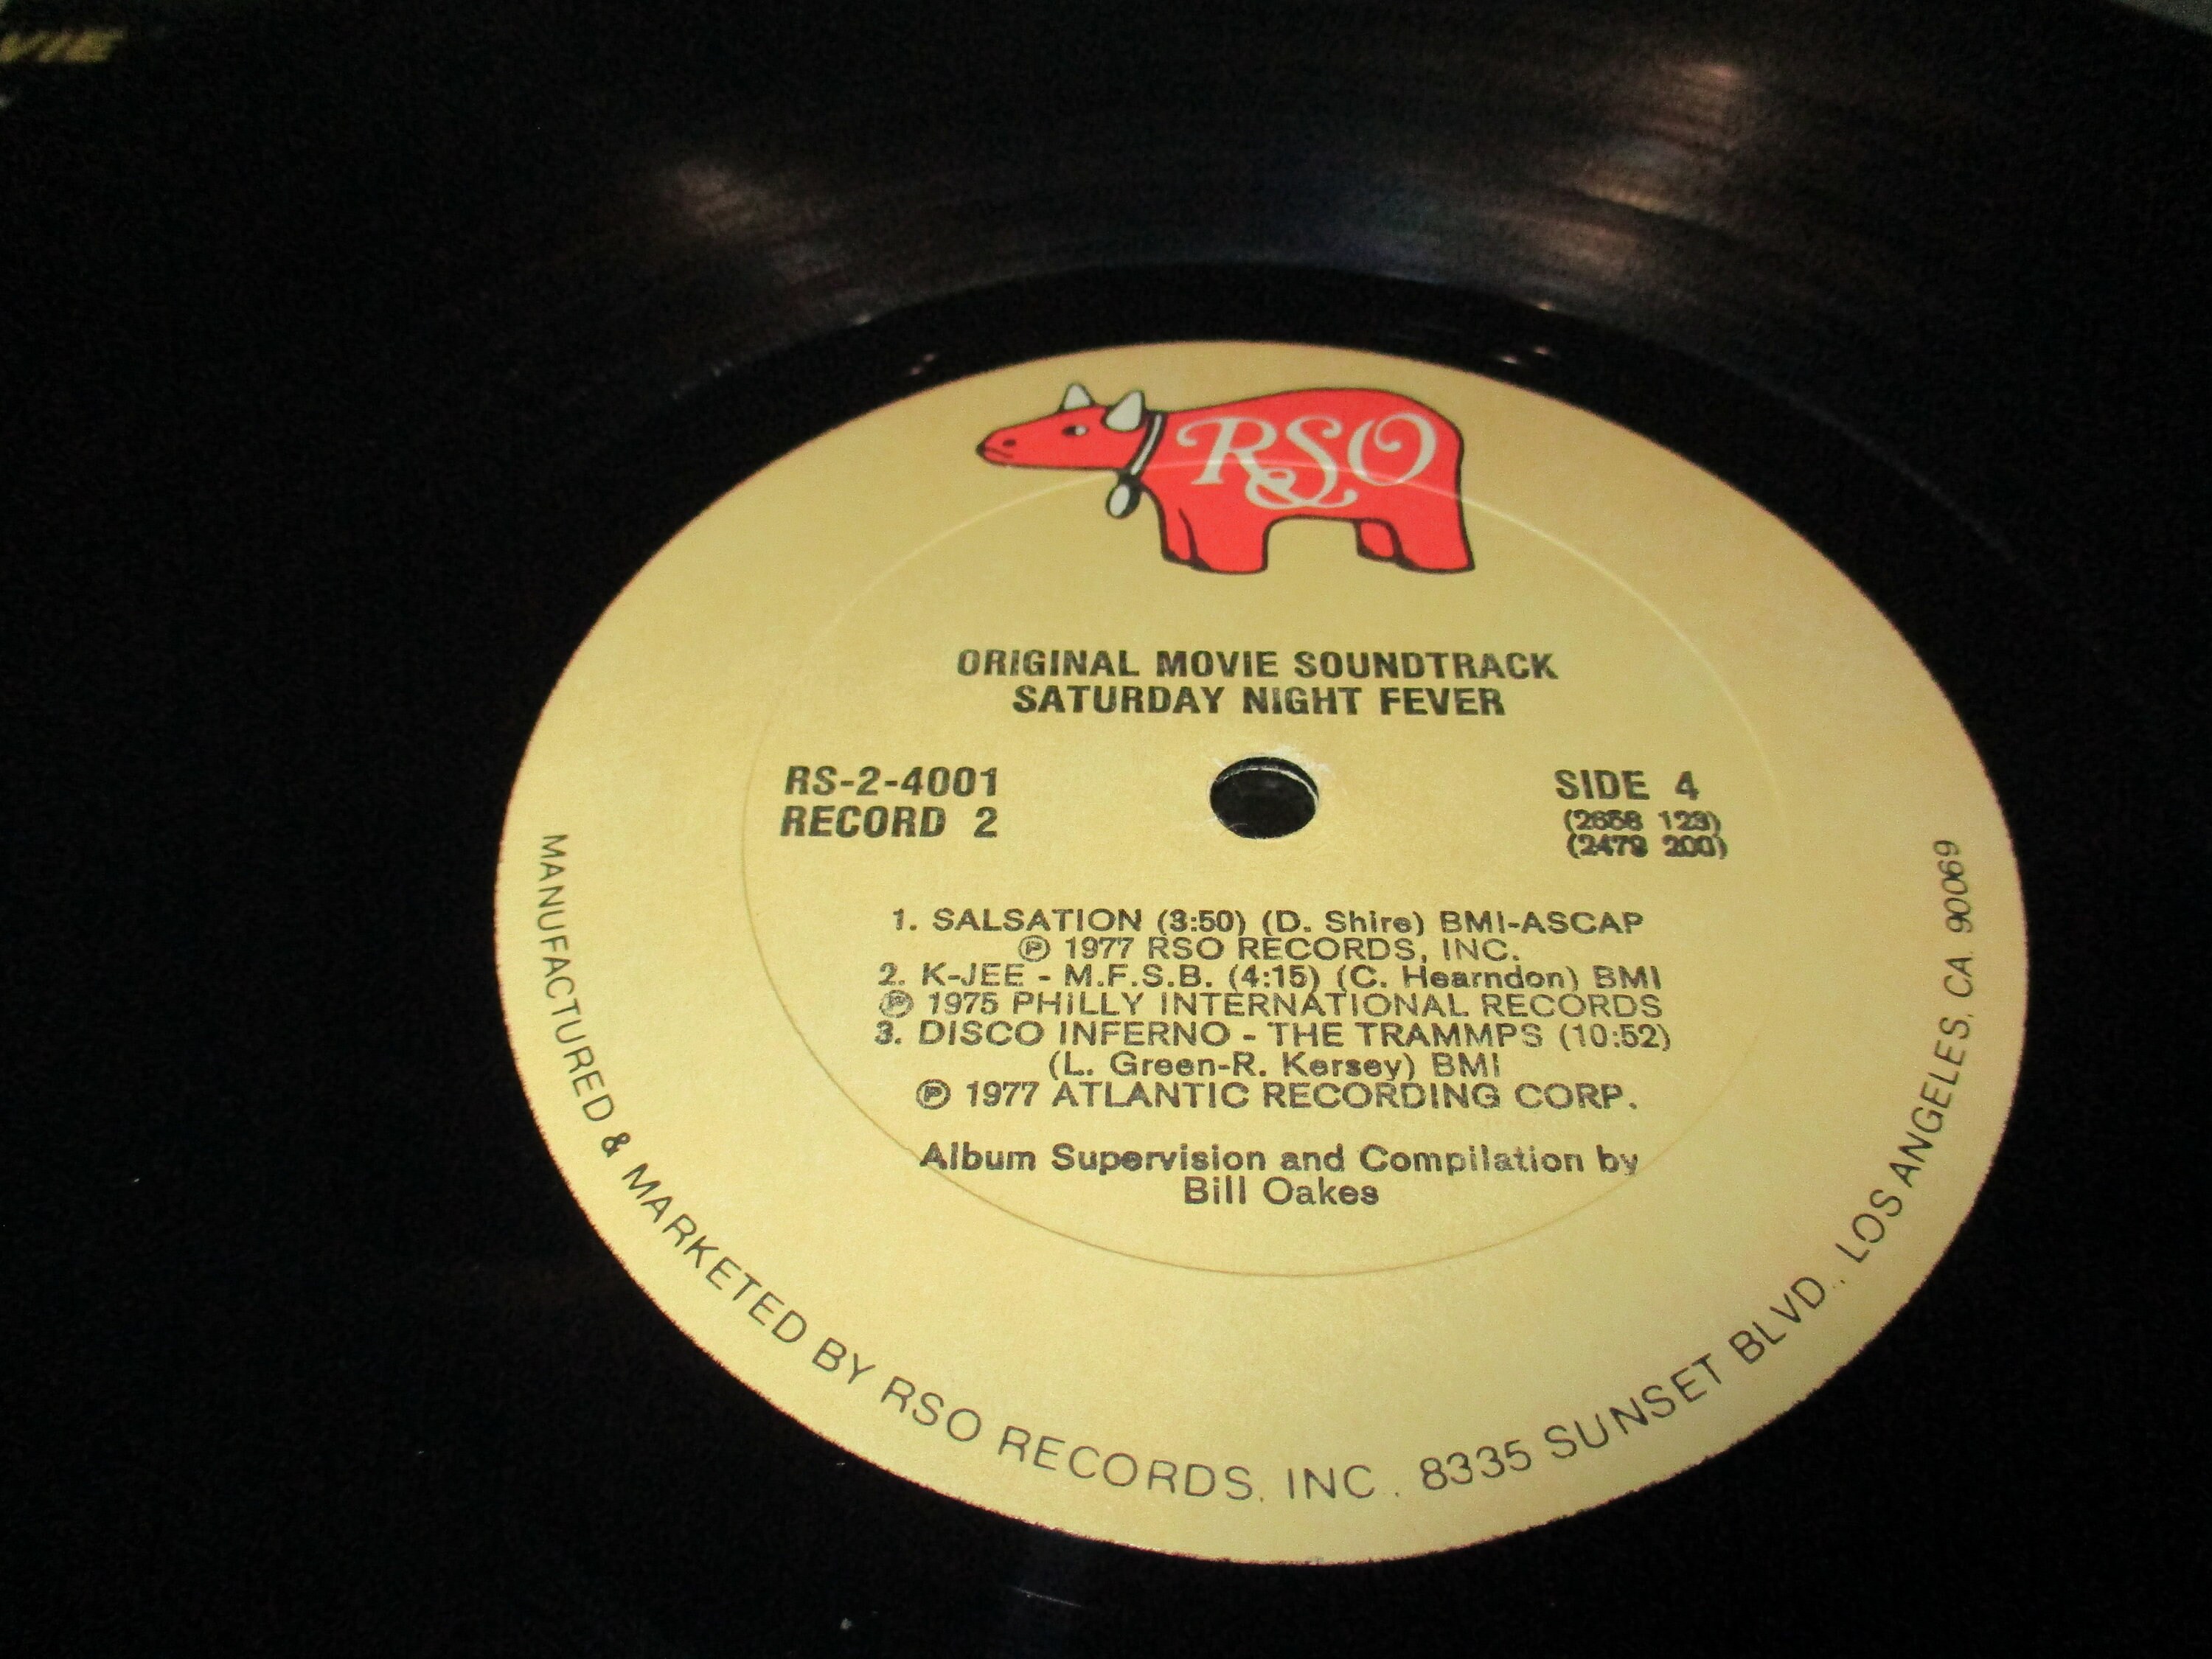 VIE
RSO
ORIGINAL MOVIE SOUNDTRACK
SATURDAY NIGHT FEVER
RS-2-4001
RECORD 2
SIDE 4
(2658 123)
(2479 200)
1. SALSATION (3:50) (D. Shire) BMI-ASCAP
Ⓟ 1977 RSO RECORDS, INC.
2. K-JEE - M.F.S.B. (4:15) (C. Hearndon) BMI
Ⓟ 1975 PHILLY INTERNATIONAL RECORDS
3. DISCO INFERNO - THE TRAMMPS (10:52)
(L. Green-R. Kersey) BMI
Ⓟ 1977 ATLANTIC RECORDING CORP.
Album Supervision and Compilation by
Bill Oakes
MANUFACTURED & MARKETED BY RSO RECORDS, INC., 8335 SUNSET BLVD., LOS ANGELES, CA. 90069